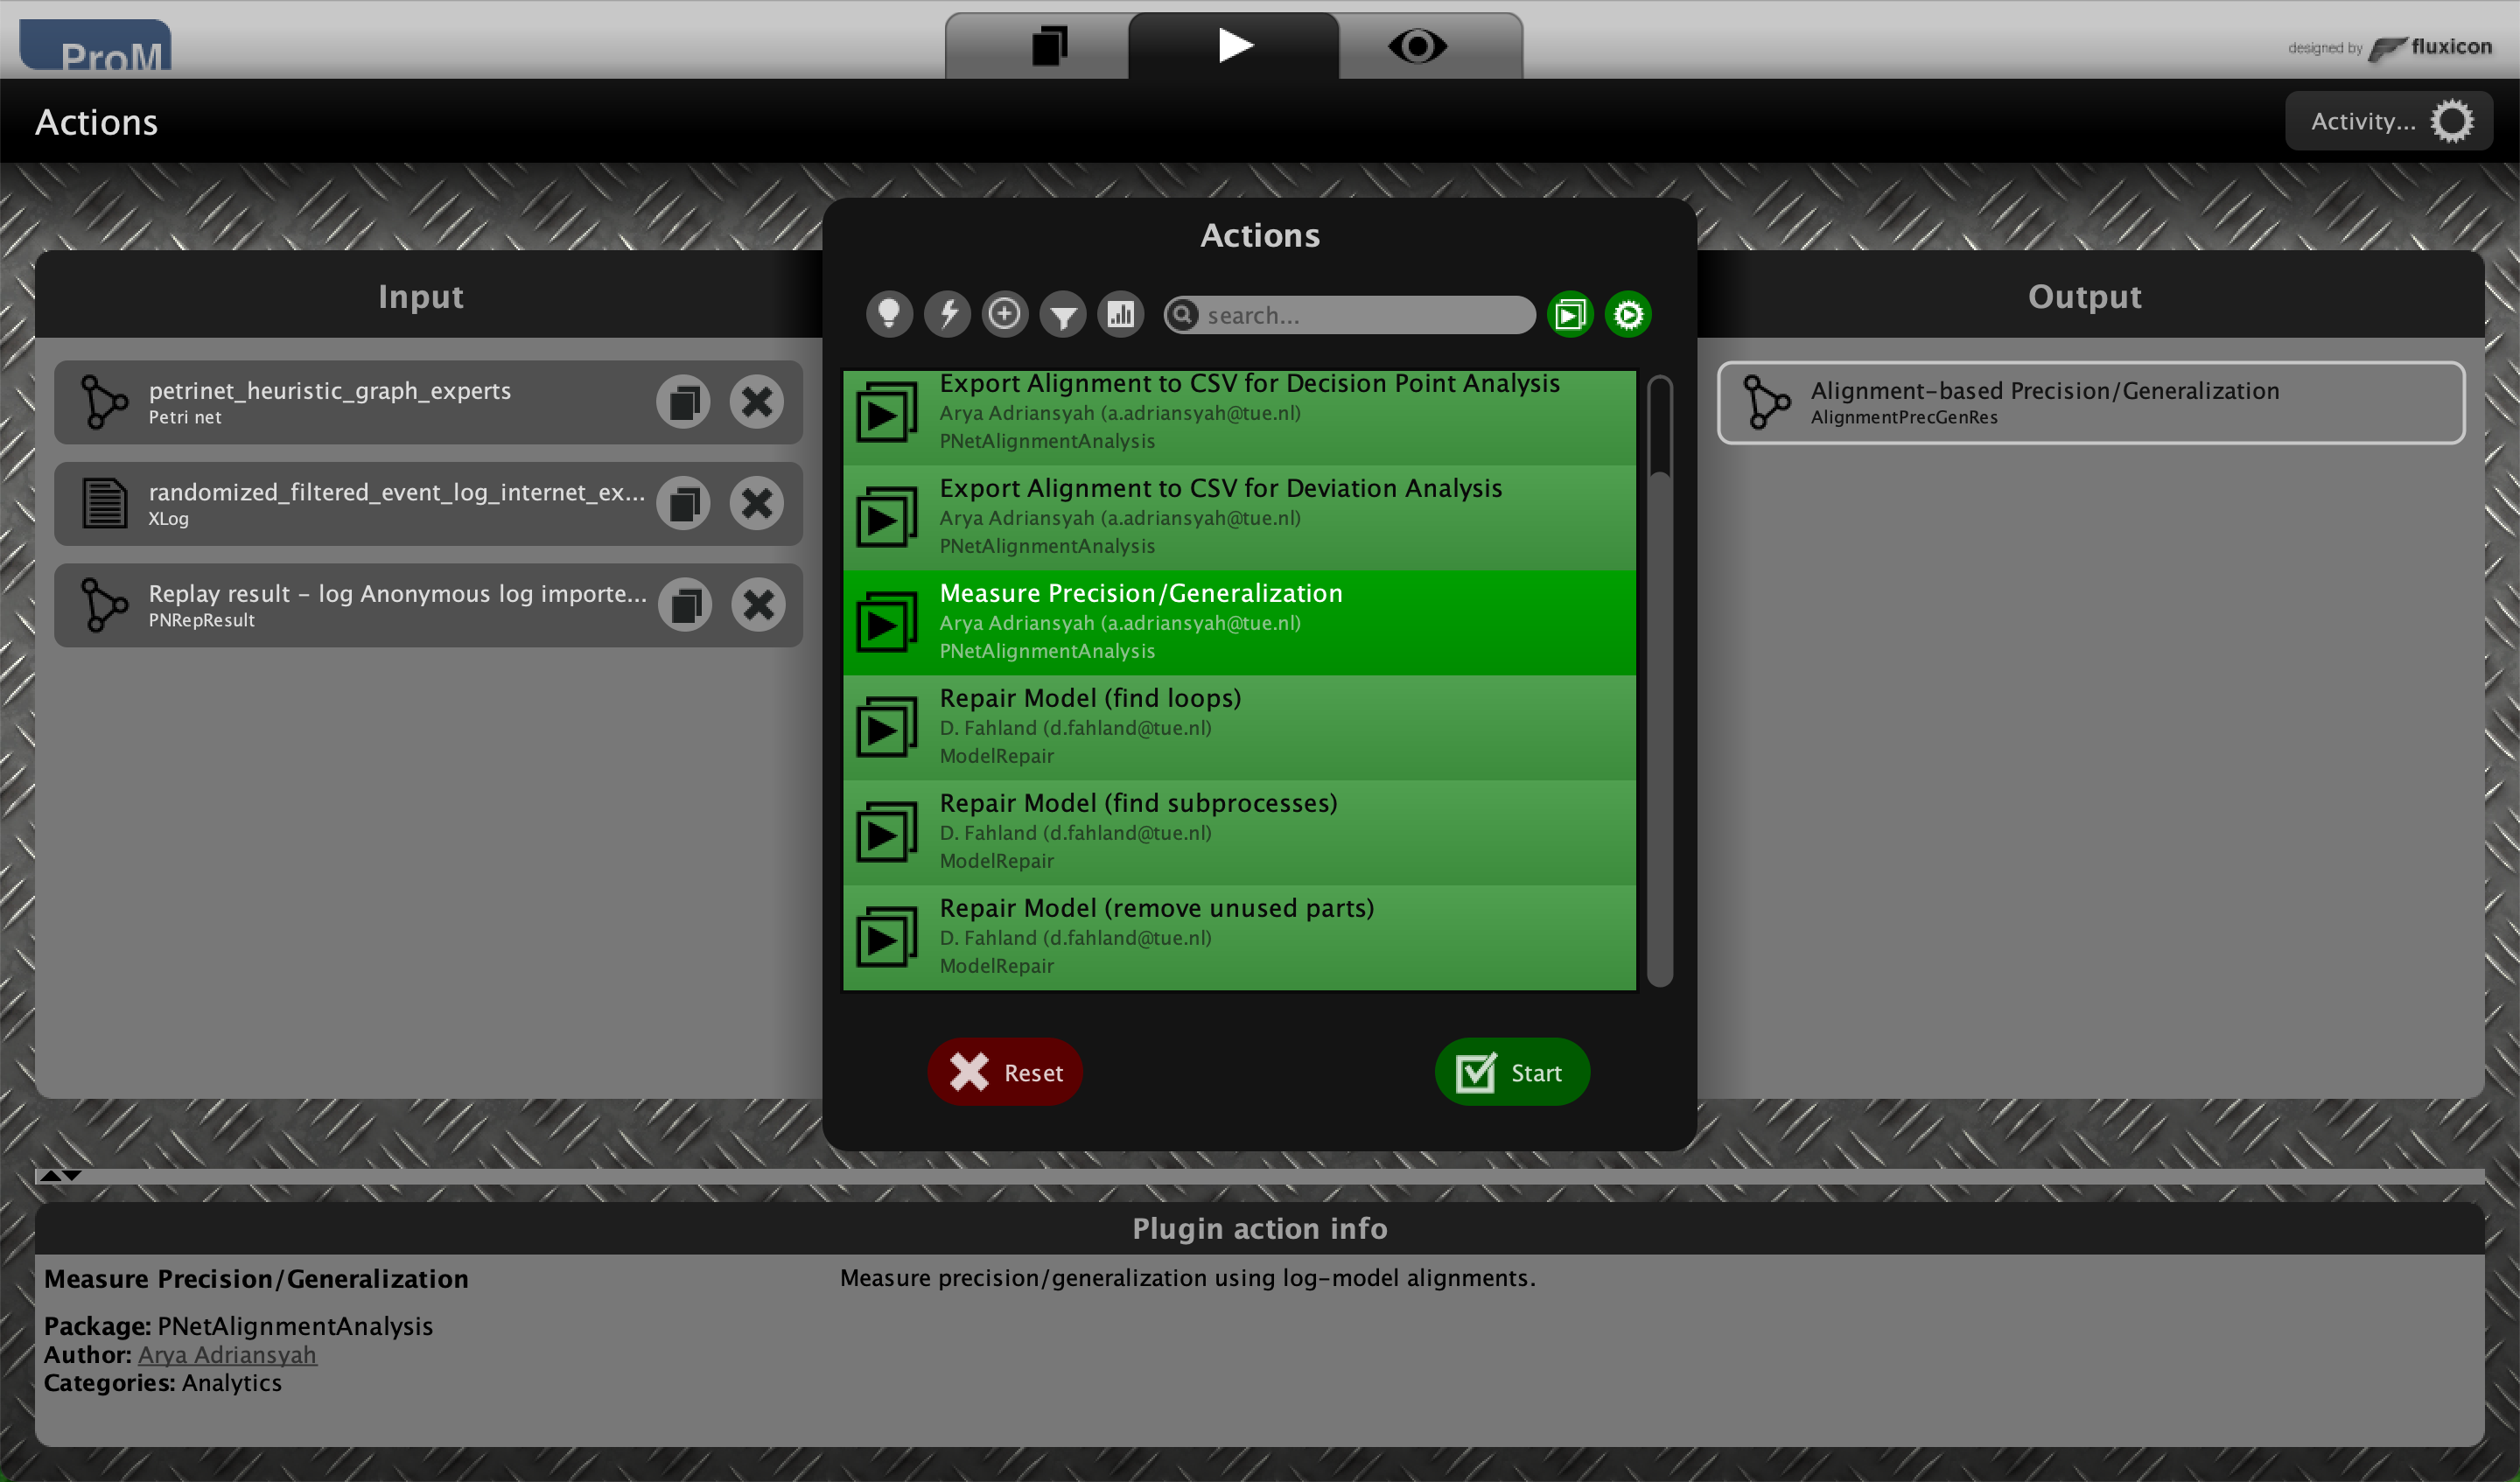 ProM
designed by fluxicon
Actions
Activity...
Actions
Input
search...
Output
petrinet_heuristic_graph_experts
Petri net
randomized_filtered_event_log_internet_ex...
XLog
Replay result - log Anonymous log importe...
PNRepResult
Export Alignment to CSV for Decision Point Analysis
Arya Adriansyah (a.adriansyah@tue.nl)
PNetAlignmentAnalysis
Export Alignment to CSV for Deviation Analysis
Arya Adriansyah (a.adriansyah@tue.nl)
PNetAlignmentAnalysis
Measure Precision/Generalization
Arya Adriansyah (a.adriansyah@tue.nl)
PNetAlignmentAnalysis
Repair Model (find loops)
D. Fahland (d.fahland@tue.nl)
ModelRepair
Repair Model (find subprocesses)
D. Fahland (d.fahland@tue.nl)
ModelRepair
Repair Model (remove unused parts)
D. Fahland (d.fahland@tue.nl)
ModelRepair
Alignment-based Precision/Generalization
AlignmentPrecGenRes
Reset
Start
Plugin action info
Measure Precision/Generalization
Package: PNetAlignmentAnalysis
Author: Arya Adriansyah
Categories: Analytics
Measure precision/generalization using log-model alignments.